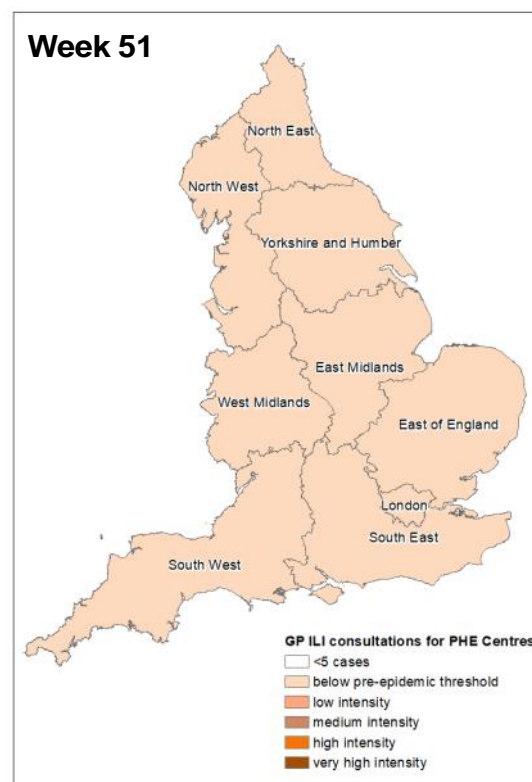 Week 51
North East
North West
Yorkshire and Humber
East Midlands
West Midlands
East of England
London
South East
South West
GP ILI consultations for PHE Centres
<5 cases
below pre-epidemic threshold
low intensity
medium intensity
high intensity
very high intensity